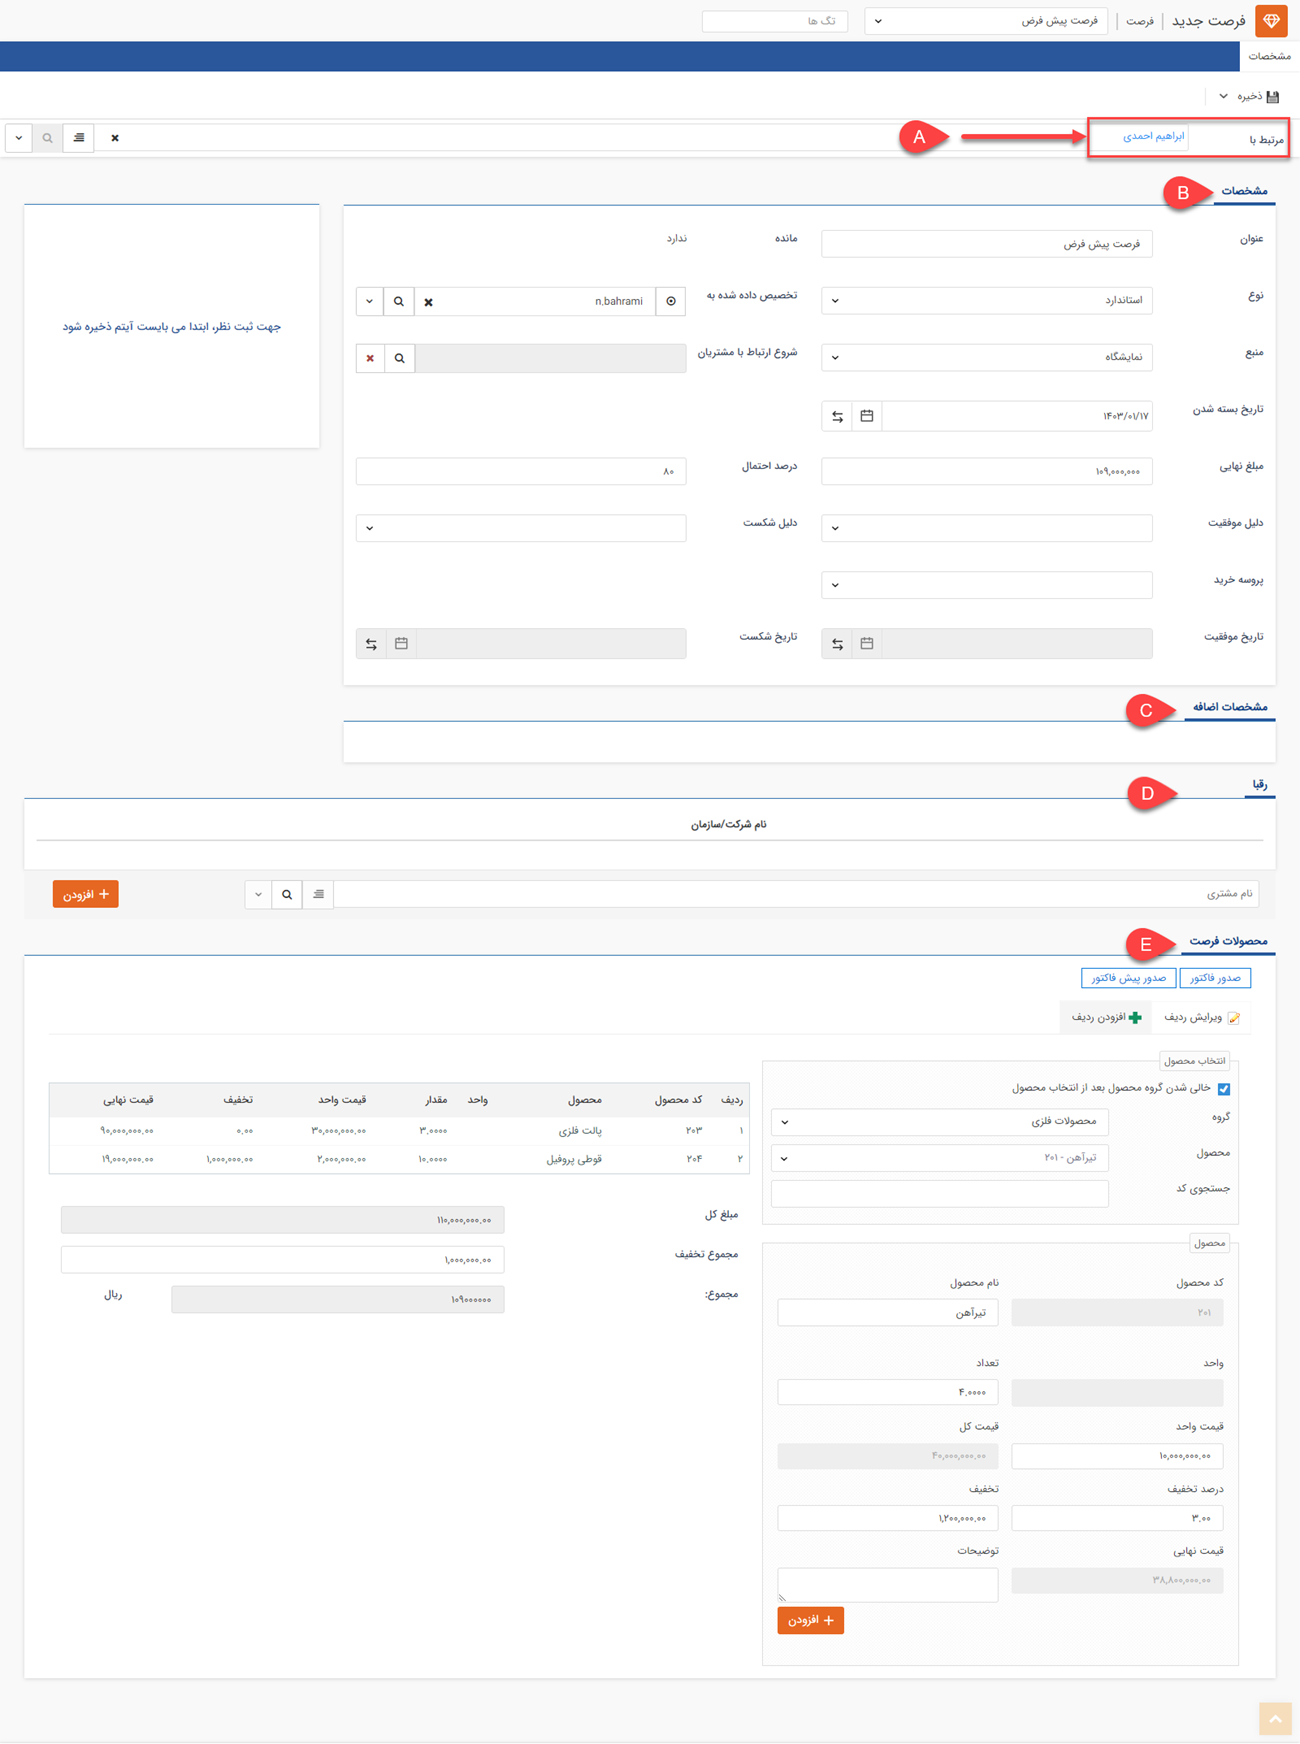 فرصت جدید | فرصت | فرصت پیش فرض تگ ها
مشخصات
ذخیره
مرتبط با ابراهیم احمدی A
مشخصات B
عنوان فرصت پیش فرض مانده ندارد
نوع استاندارد تخصیص داده شده به n.bahrami
جهت ثبت نظر، ابتدا می بایست آیتم ذخیره شود
منبع نمایشگاه شروع ارتباط با مشتریان
تاریخ بسته شدن ۱۴۰۳/۰۱/۱۷
مبلغ نهایی ۱۰۹,۰۰۰,۰۰۰ درصد احتمال ۸۰
دلیل موفقیت دلیل شکست
پروسه خرید
تاریخ موفقیت تاریخ شکست
مشخصات اضافه C
رقبا D
نام شرکت/سازمان
نام مشتری + افزودن
محصولات فرصت E
صدور فاکتور صدور پیش فاکتور
ویرایش ردیف افزودن ردیف
انتخاب محصول
خالی شدن گروه محصول بعد از انتخاب محصول
گروه محصولات فلزی
محصول تیرآهن - ۲۰۱
جستجوی کد
محصول
کد محصول نام محصول
۲۰۱ تیرآهن
واحد تعداد
۴.۰۰۰۰
قیمت واحد قیمت کل
۱۰,۰۰۰,۰۰۰.۰۰ ۴۰,۰۰۰,۰۰۰.۰۰
درصد تخفیف تخفیف
۳.۰۰ ۱,۲۰۰,۰۰۰.۰۰
قیمت نهایی توضیحات
۳۸,۸۰۰,۰۰۰.۰۰
+ افزودن
ردیف کد محصول محصول واحد مقدار قیمت واحد تخفیف قیمت نهایی
۱ ۲۰۳ پالت فلزی ۳.۰۰۰۰ ۳۰,۰۰۰,۰۰۰.۰۰ ۰.۰۰ ۹۰,۰۰۰,۰۰۰.۰۰
۲ ۲۰۴ قوطی پروفیل ۱۰.۰۰۰۰ ۲,۰۰۰,۰۰۰.۰۰ ۱,۰۰۰,۰۰۰.۰۰ ۱۹,۰۰۰,۰۰۰.۰۰
مبلغ کل ۱۱۰,۰۰۰,۰۰۰.۰۰
مجموع تخفیف ۱,۰۰۰,۰۰۰.۰۰
مجموع: ۱۰۹۰۰۰۰۰۰ ریال